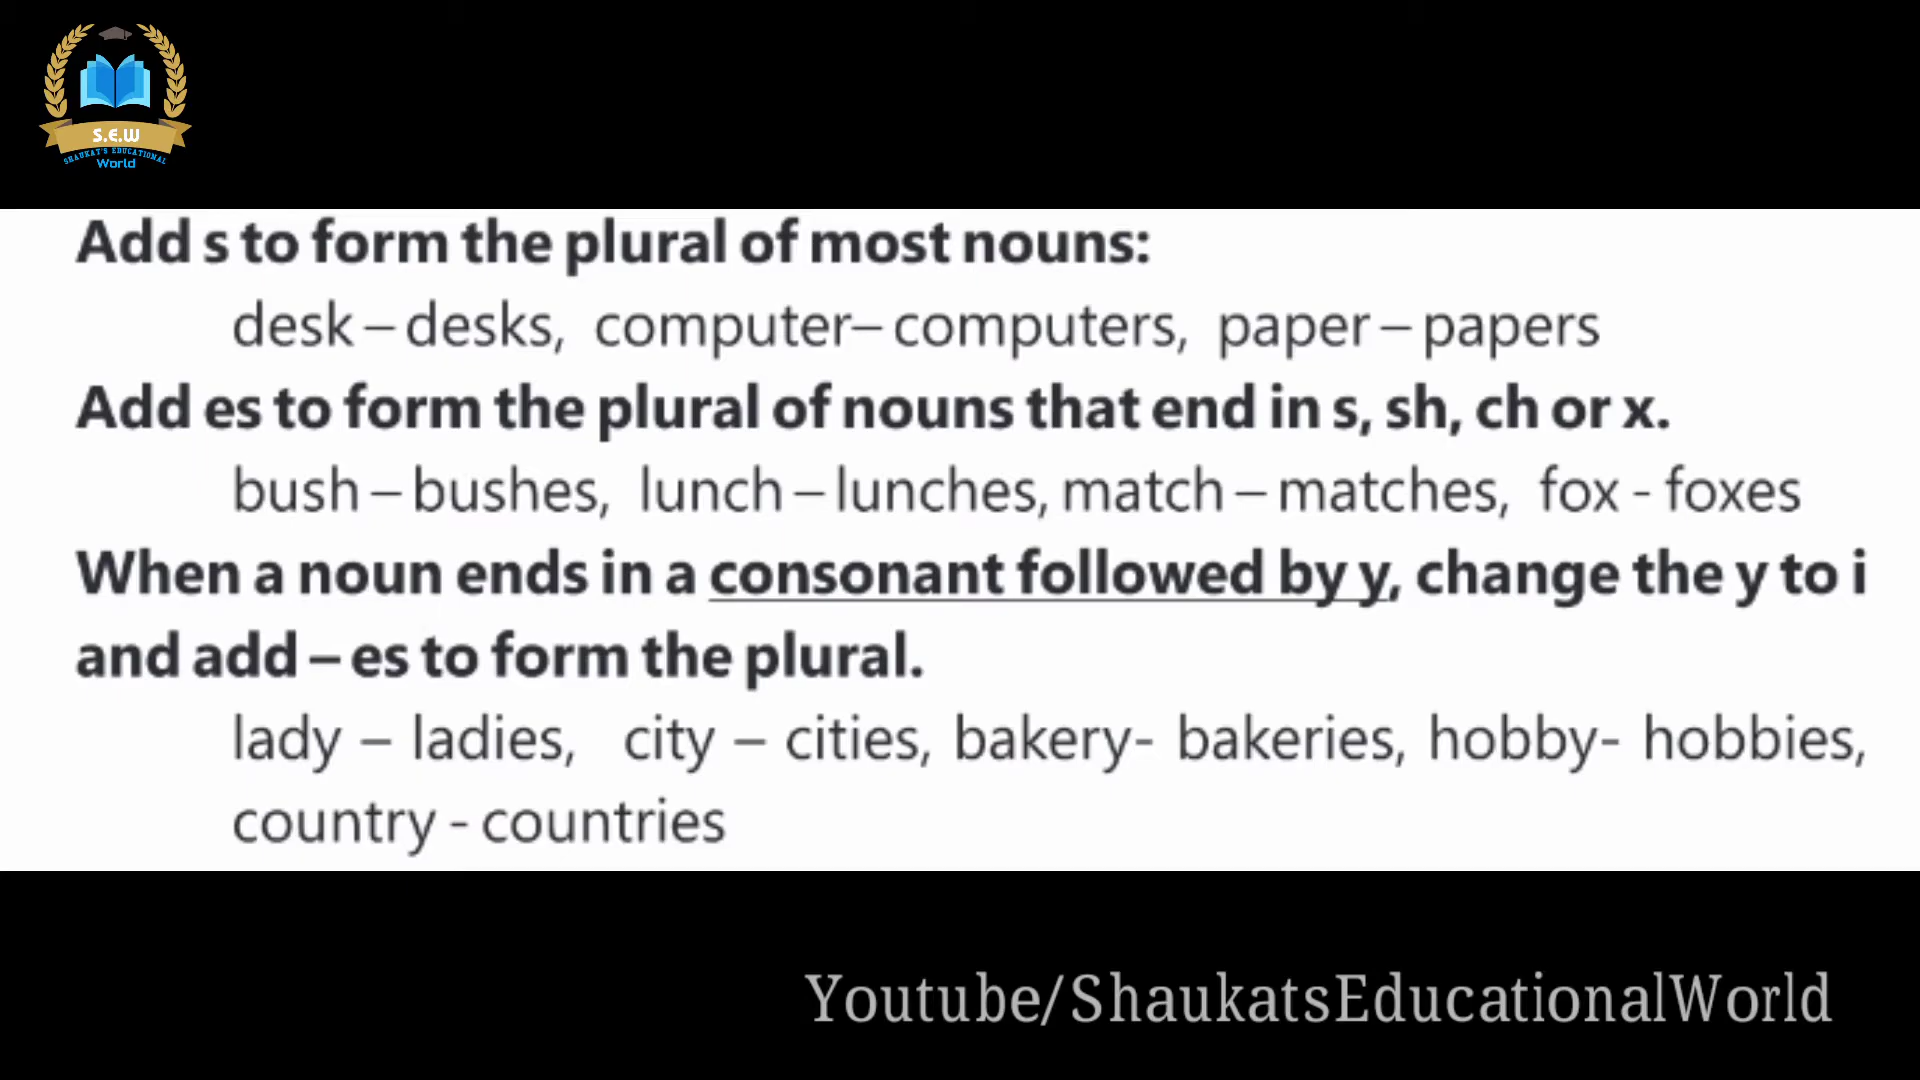 S.E.W
SHAUKAT'S EDUCATIONAL
World
Add s to form the plural of most nouns:
desk – desks, computer– computers, paper – papers
Add es to form the plural of nouns that end in s, sh, ch or x.
bush – bushes, lunch – lunches, match – matches, fox - foxes
When a noun ends in a consonant followed by y, change the y to i
and add – es to form the plural.
lady – ladies, city – cities, bakery- bakeries, hobby- hobbies,
country - countries
Youtube/ShaukatsEducationalWorld